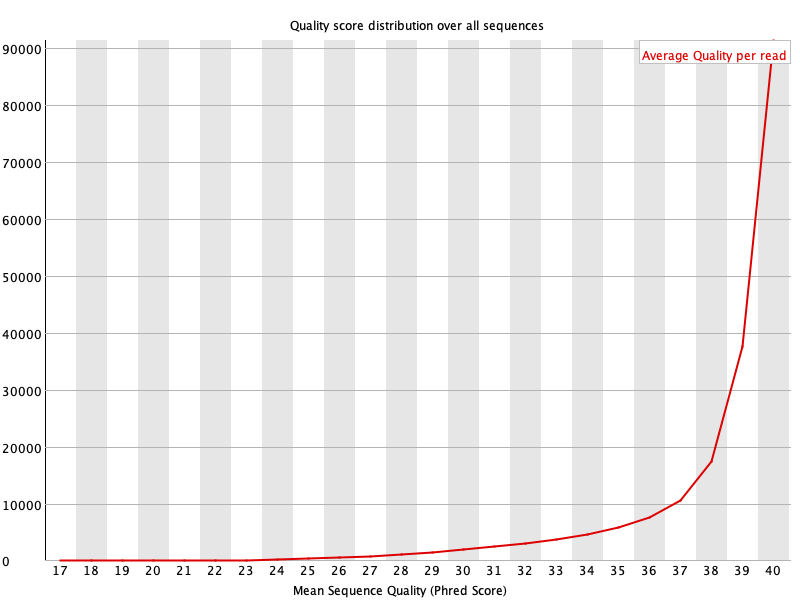 Quality score distribution over all sequences
Average Quality per read
90000
80000
70000
60000
50000
40000
30000
20000
10000
0
17 18 19 20 21 22 23 24 25 26 27 28 29 30 31 32 33 34 35 36 37 38 39 40
Mean Sequence Quality (Phred Score)